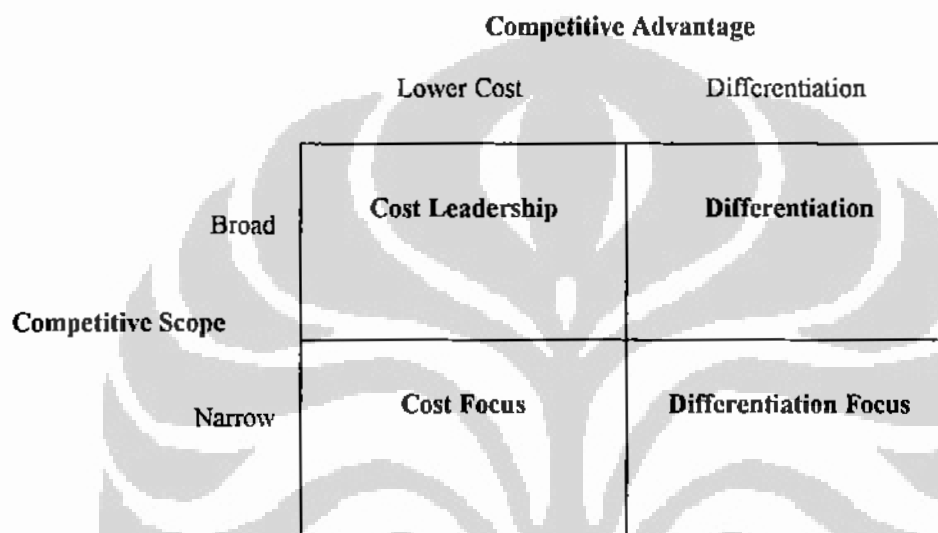 Competitive Advantage
Lower Cost Differentiation
Broad Cost Leadership Differentiation
Competitive Scope
Narrow Cost Focus Differentiation Focus